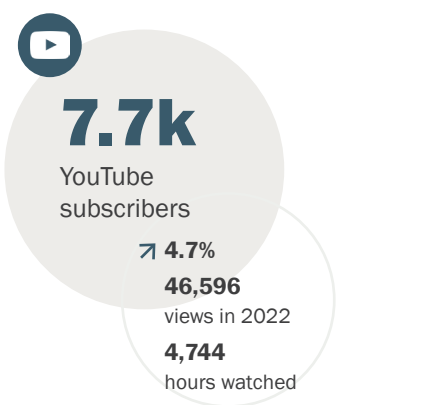 7.7k
YouTube
subscribers
4.7%
46,596
views in 2022
4,744
hours watched